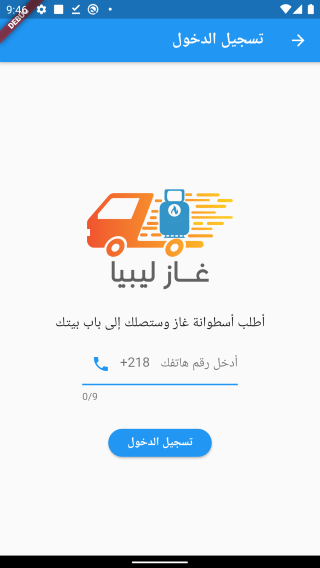 9:46
DEBUG
تسجيل الدخول
غاز ليبيا
أطلب أسطوانة غاز وستصلك إلى باب بيتك
أدخل رقم هاتفك +218
0/9
تسجيل الدخول